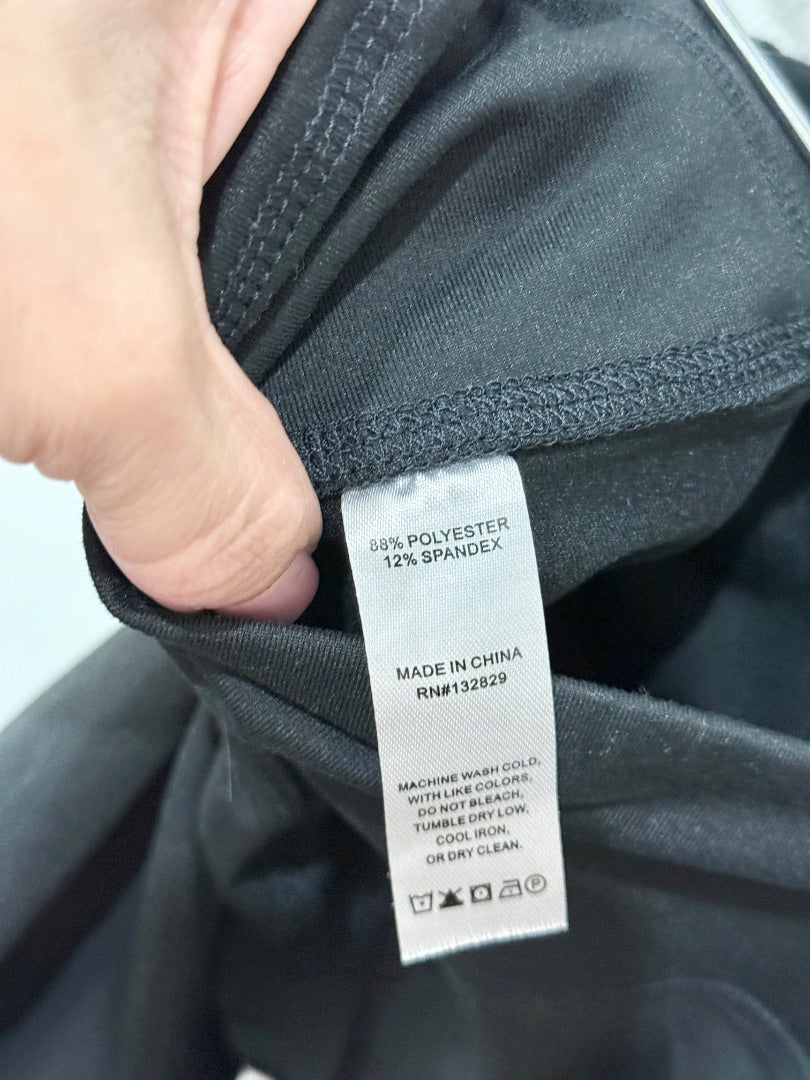 88% POLYESTER
12% SPANDEX
MADE IN CHINA
RN#132829
MACHINE WASH COLD,
WITH LIKE COLORS,
DO NOT BLEACH,
TUMBLE DRY LOW,
COOL IRON,
OR DRY CLEAN.
P